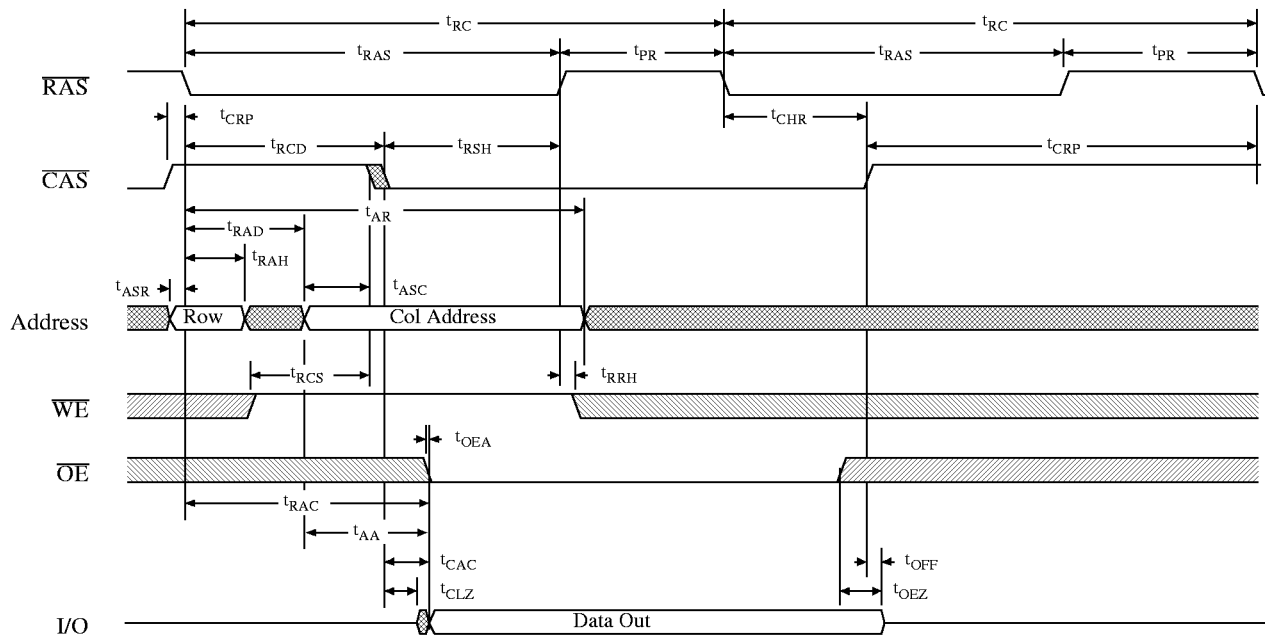 tRC tRC
tRAS tPR tRAS tPR
RAS
tCRP tCHR
tRCD tRSH tCRP
CAS
tAR
tRAD
tRAH
tASR tASC
Address Row Col Address
tRCS tRRH
WE
tOEA
OE
tRAC
tAA
tCAC tOFF
tCLZ tOEZ
I/O Data Out